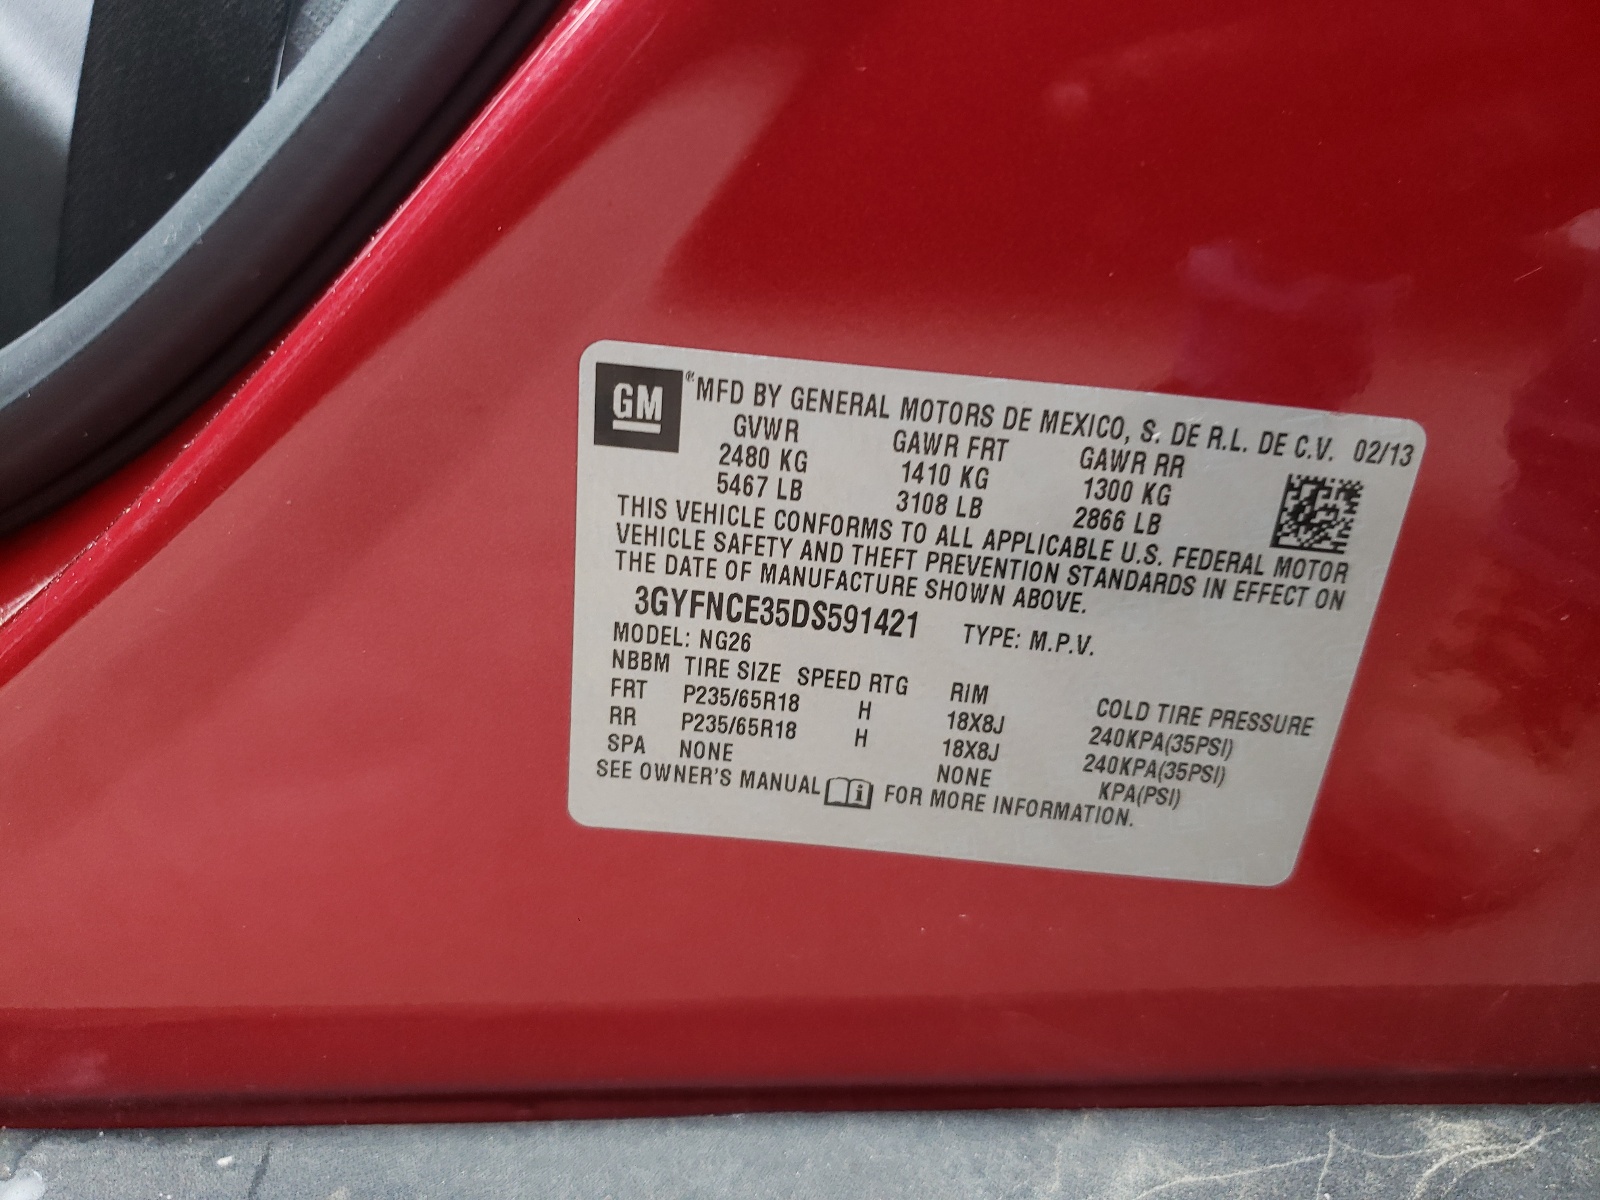 GM® MFD BY GENERAL MOTORS DE MEXICO, S. DE R.L. DE C.V. 02/13
GVWR GAWR FRT GAWR RR
2480 KG 1410 KG 1300 KG
5467 LB 3108 LB 2866 LB
THIS VEHICLE CONFORMS TO ALL APPLICABLE U.S. FEDERAL MOTOR
VEHICLE SAFETY AND THEFT PREVENTION STANDARDS IN EFFECT ON
THE DATE OF MANUFACTURE SHOWN ABOVE.
3GYFNCE35DS591421 TYPE: M.P.V.
MODEL: NG26
NBBM TIRE SIZE SPEED RTG RIM COLD TIRE PRESSURE
FRT P235/65R18 H 18X8J 240KPA(35PSI)
RR P235/65R18 H 18X8J 240KPA(35PSI)
SPA NONE NONE KPA(PSI)
SEE OWNER'S MANUAL i FOR MORE INFORMATION.